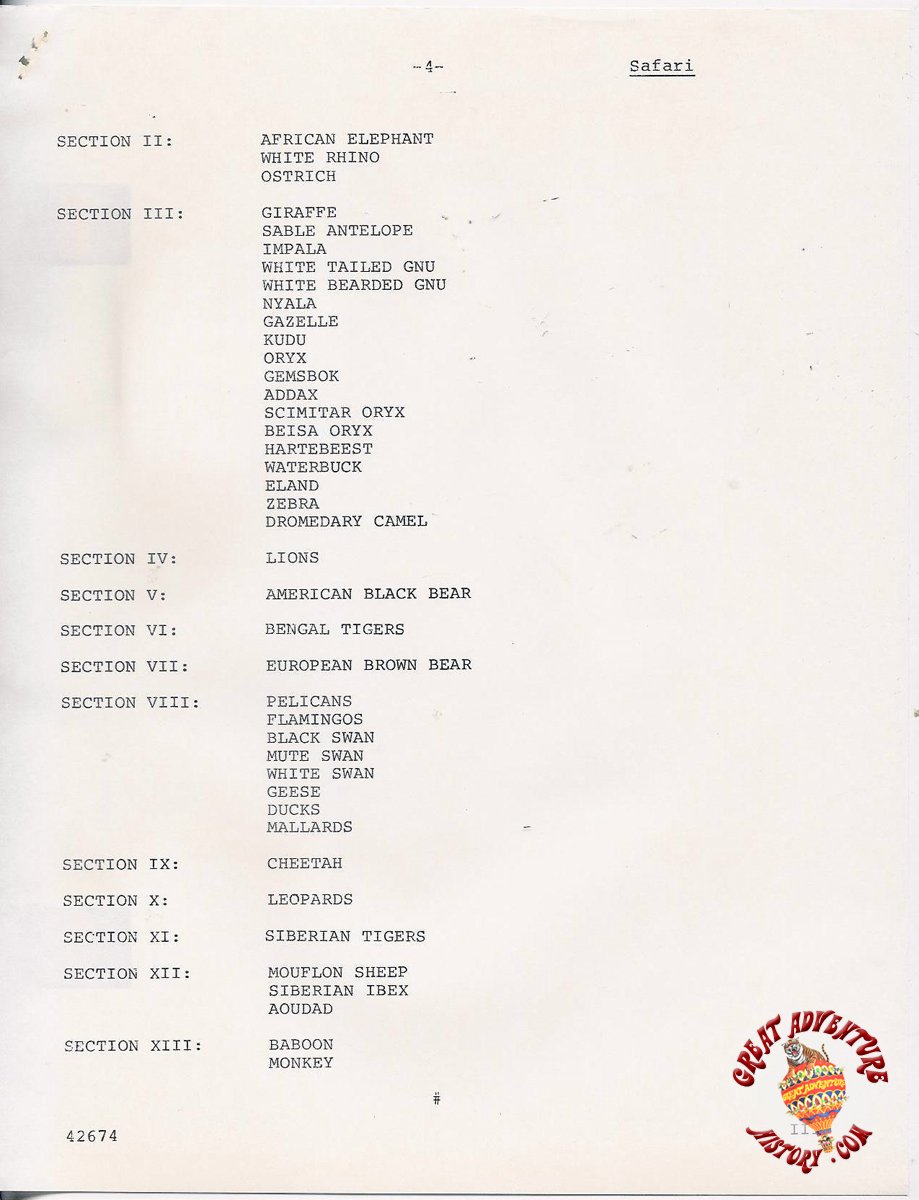 -4- Safari
SECTION II: AFRICAN ELEPHANT
WHITE RHINO
OSTRICH
SECTION III: GIRAFFE
SABLE ANTELOPE
IMPALA
WHITE TAILED GNU
WHITE BEARDED GNU
NYALA
GAZELLE
KUDU
ORYX
GEMSBOK
ADDAX
SCIMITAR ORYX
BEISA ORYX
HARTEBEEST
WATERBUCK
ELAND
ZEBRA
DROMEDARY CAMEL
SECTION IV: LIONS
SECTION V: AMERICAN BLACK BEAR
SECTION VI: BENGAL TIGERS
SECTION VII: EUROPEAN BROWN BEAR
SECTION VIII: PELICANS
FLAMINGOS
BLACK SWAN
MUTE SWAN
WHITE SWAN
GEESE
DUCKS
MALLARDS
SECTION IX: CHEETAH
SECTION X: LEOPARDS
SECTION XI: SIBERIAN TIGERS
SECTION XII: MOUFLON SHEEP
SIBERIAN IBEX
AOUDAD
SECTION XIII: BABOON
MONKEY
#
42674
GREAT ADVENTURE
GREAT ADVENTURE
HISTORY.COM